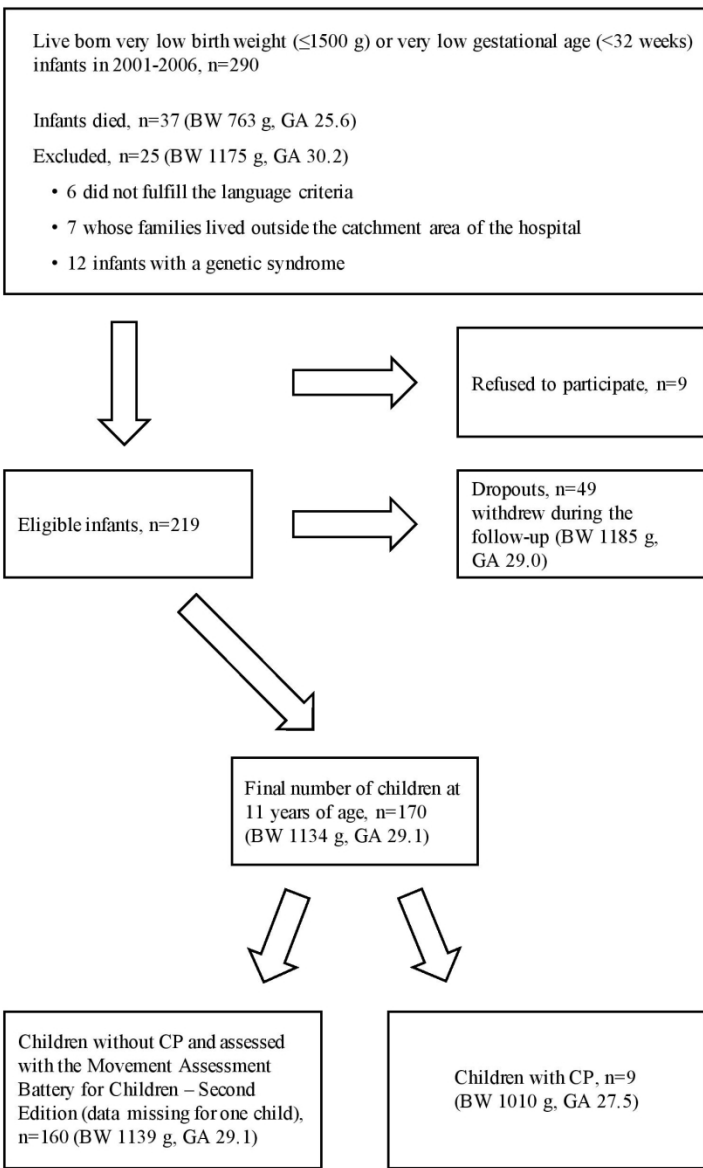 Live born very low birth weight (≤1500 g) or very low gestational age (<32 weeks)
infants in 2001-2006, n=290
Infants died, n=37 (BW 763 g, GA 25.6)
Excluded, n=25 (BW 1175 g, GA 30.2)
• 6 did not fulfill the language criteria
• 7 whose families lived outside the catchment area of the hospital
• 12 infants with a genetic syndrome
Refused to participate, n=9
Eligible infants, n=219
Dropouts, n=49
withdrew during the
follow-up (BW 1185 g,
GA 29.0)
Final number of children at
11 years of age, n=170
(BW 1134 g, GA 29.1)
Children without CP and assessed
with the Movement Assessment
Battery for Children – Second
Edition (data missing for one child),
n=160 (BW 1139 g, GA 29.1)
Children with CP, n=9
(BW 1010 g, GA 27.5)